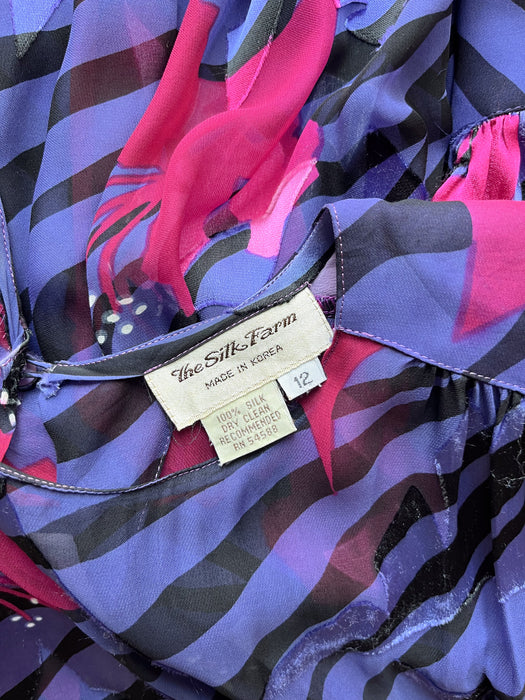 The Silk Farm
MADE IN KOREA
12
100% SILK
DRY CLEAN
RECOMMENDED
RN 54588